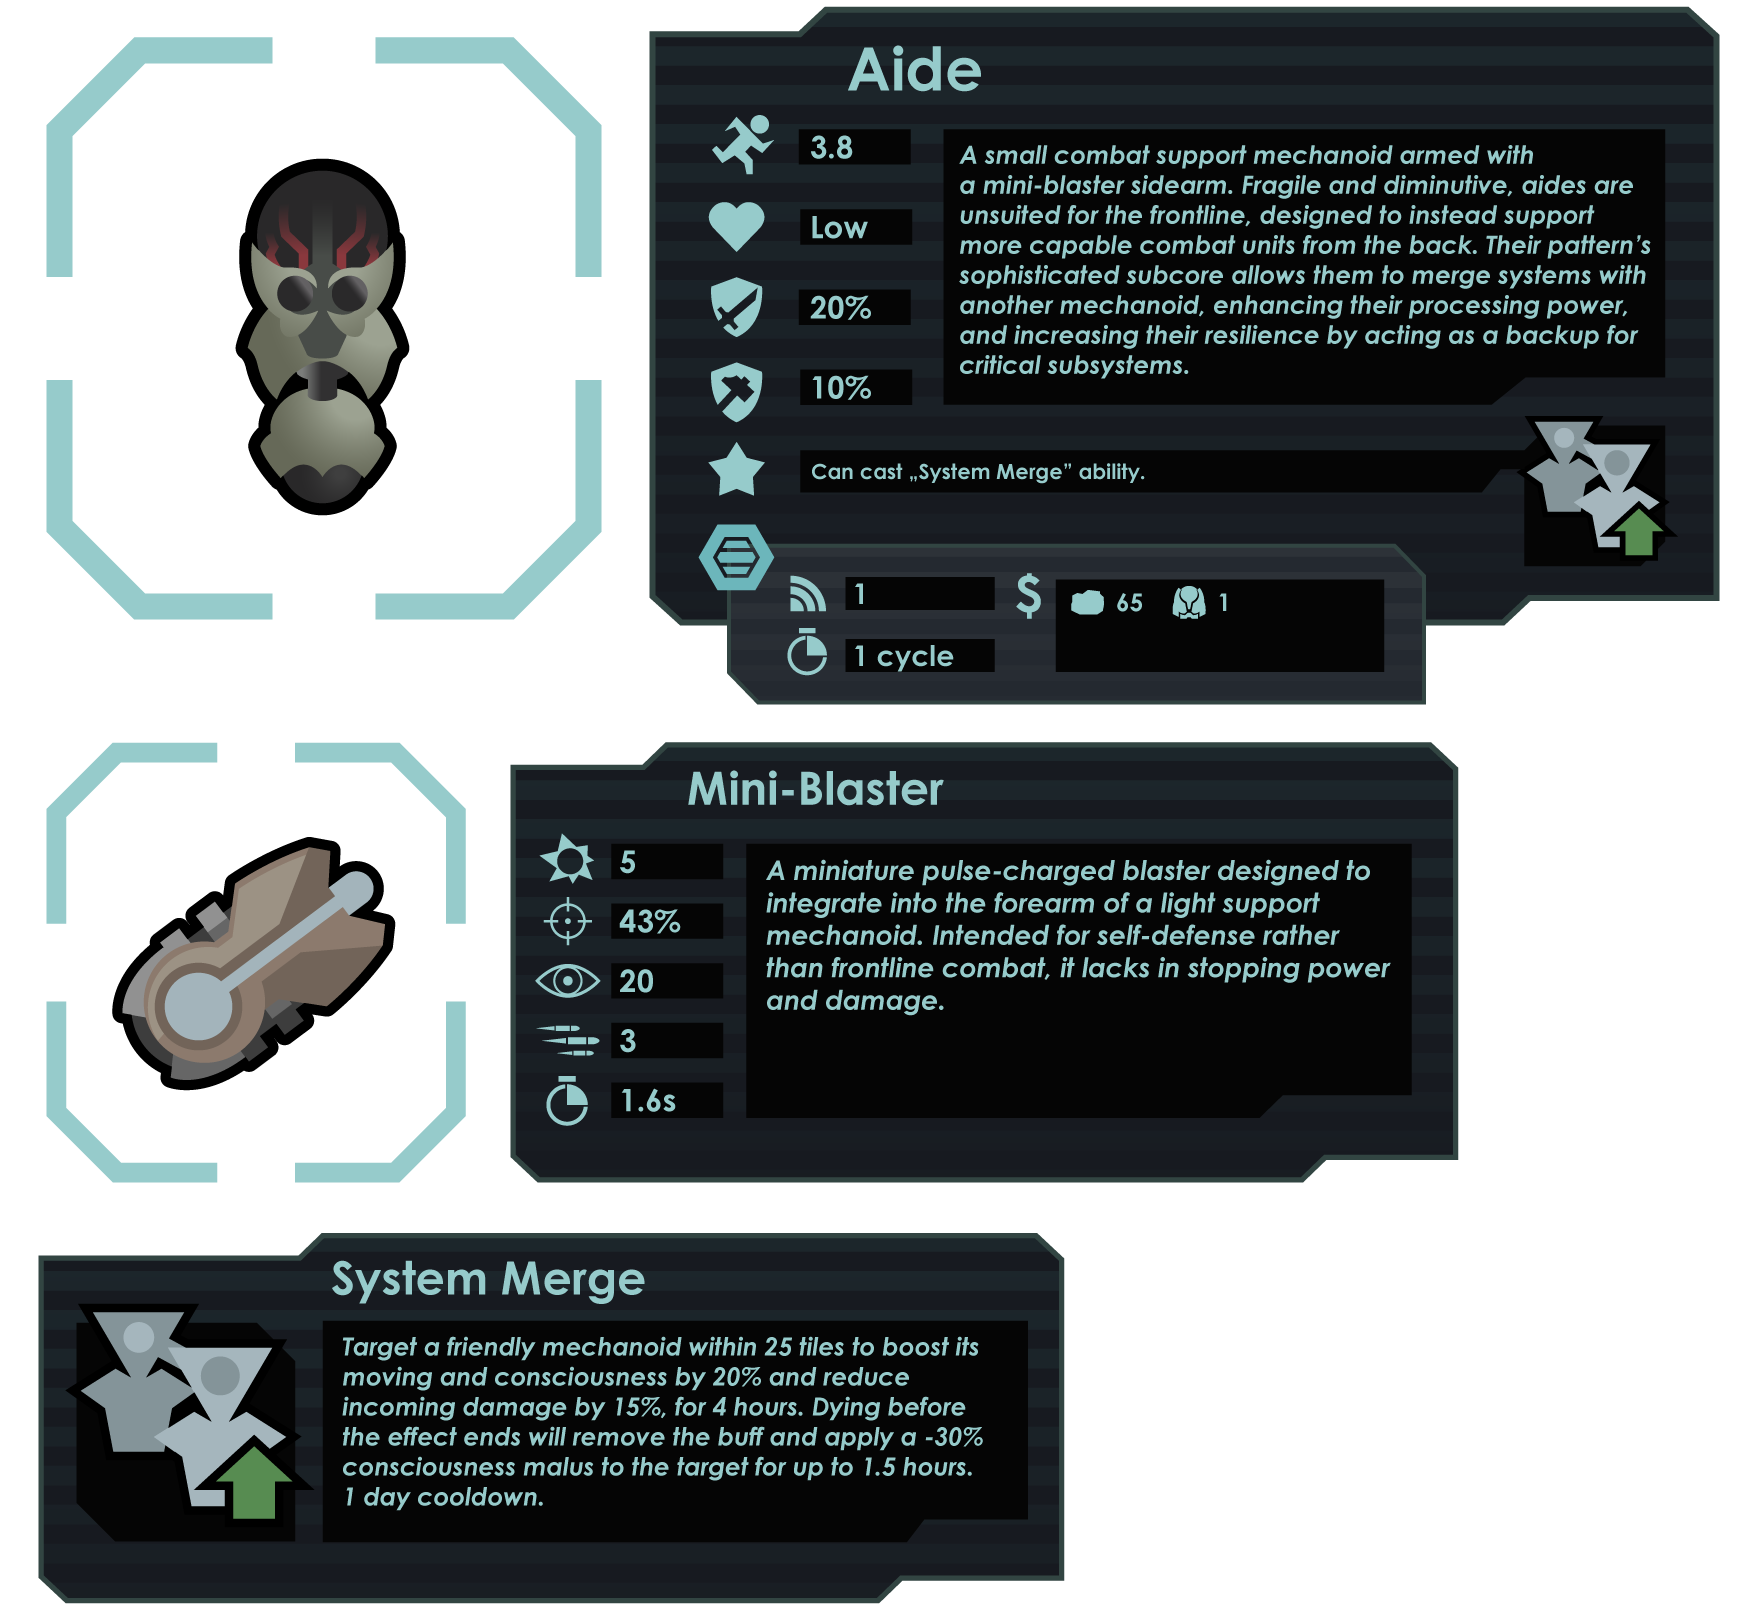 Aide
3.8
A small combat support mechanoid armed with
a mini-blaster sidearm. Fragile and diminutive, aides are
unsuited for the frontline, designed to instead support
more capable combat units from the back. Their pattern's
sophisticated subcore allows them to merge systems with
another mechanoid, enhancing their processing power,
and increasing their resilience by acting as a backup for
critical subsystems.
Low
20%
10%
Can cast „System Merge” ability.
1
$
65
1
1 cycle
Mini-Blaster
5
43%
20
3
1.6s
A miniature pulse-charged blaster designed to
integrate into the forearm of a light support
mechanoid. Intended for self-defense rather
than frontline combat, it lacks in stopping power
and damage.
System Merge
Target a friendly mechanoid within 25 tiles to boost its
moving and consciousness by 20% and reduce
incoming damage by 15%, for 4 hours. Dying before
the effect ends will remove the buff and apply a -30%
consciousness malus to the target for up to 1.5 hours.
1 day cooldown.